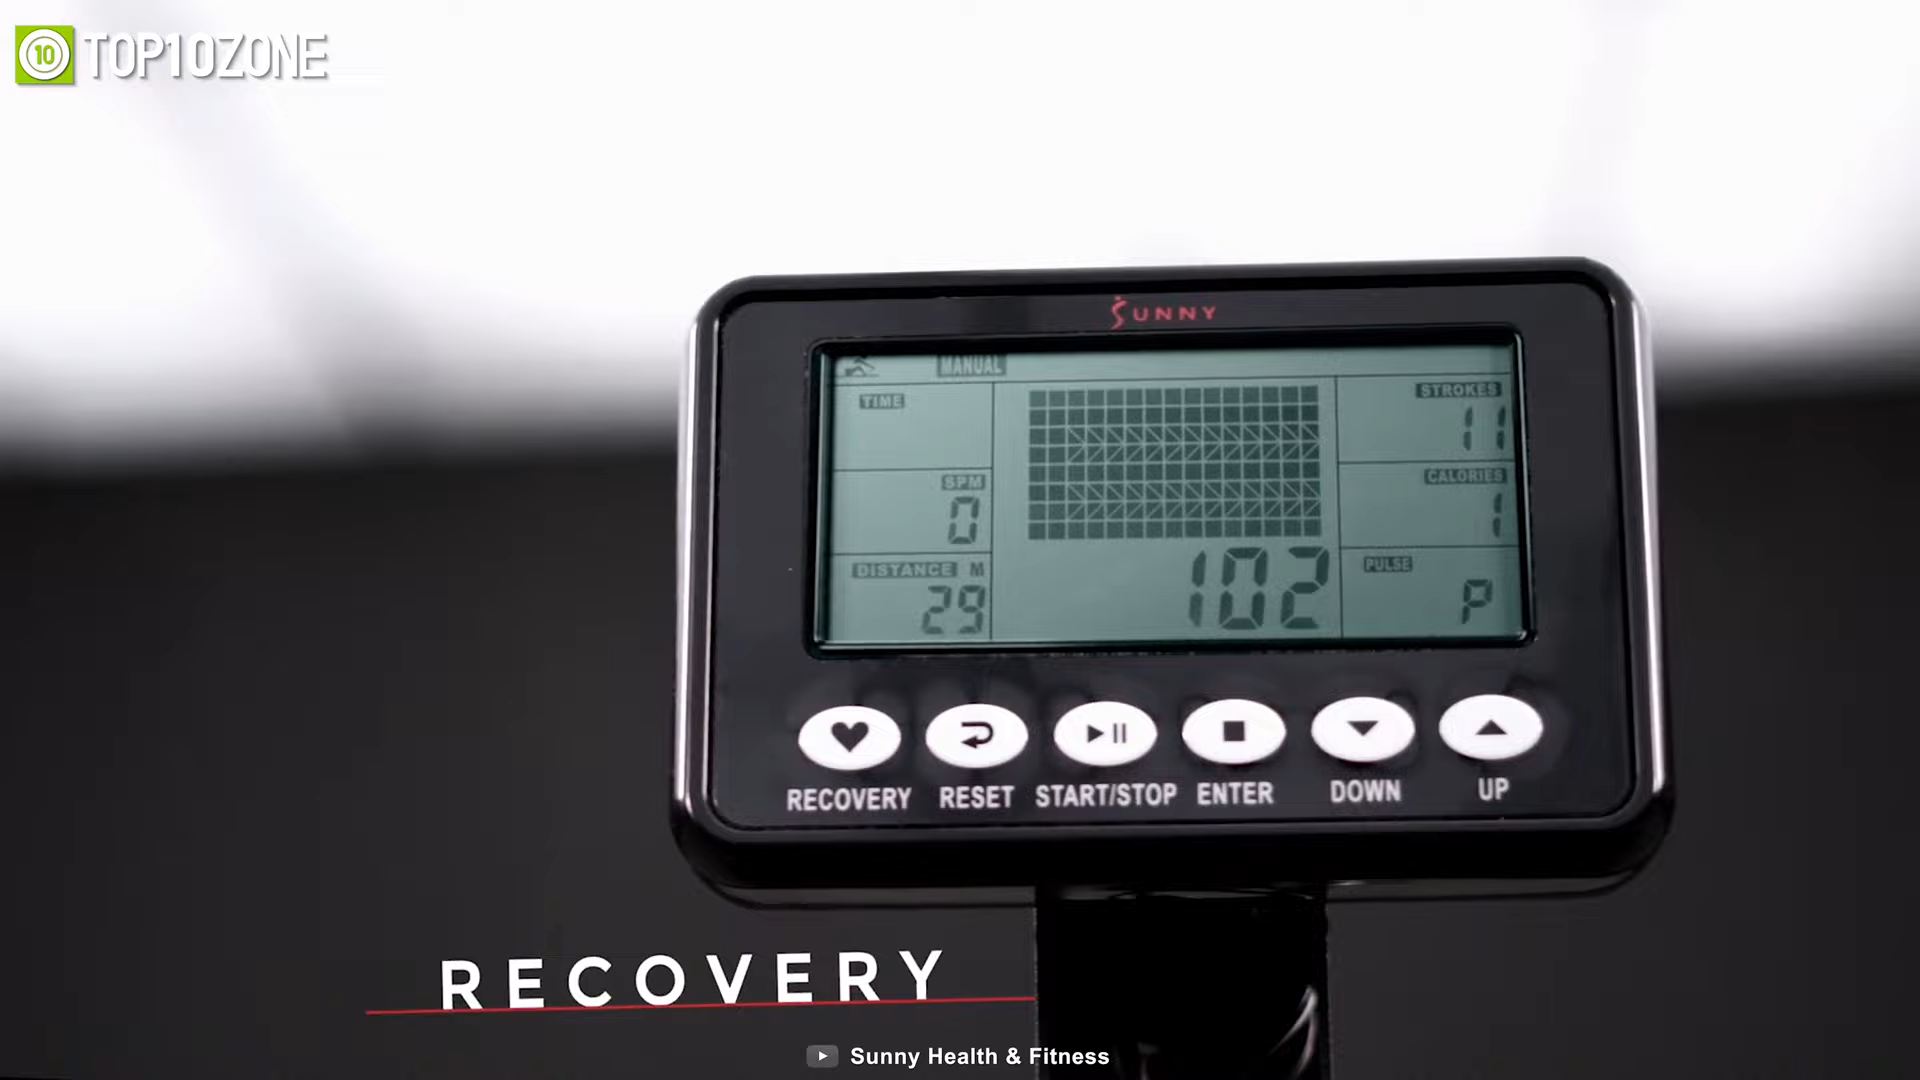 10 TOP10ZONE
SUNNY
MANUAL
TIME
STROKES
11
SPM
0
CALORIES
1
DISTANCE M
29
102
PULSE
P
RECOVERY RESET START/STOP ENTER DOWN UP
RECOVERY
Sunny Health & Fitness